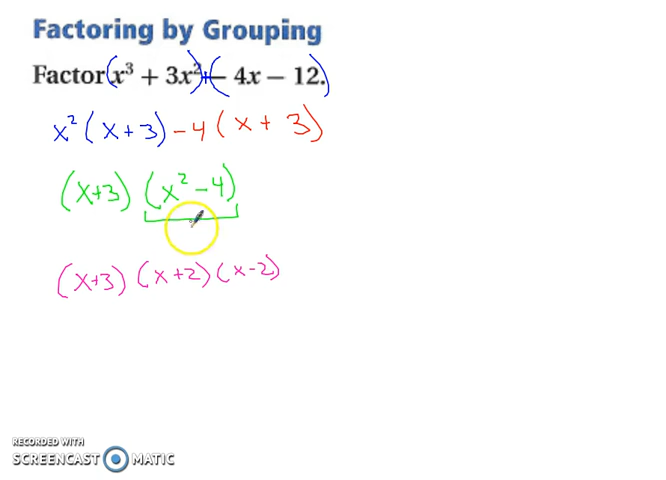 Factoring by Grouping
Factor (x³ + 3x²) + (− 4x − 12).
x² (x+3) − 4 (x + 3)
(x+3) (x² − 4)
(x+3) (x+2) (x−2)
RECORDED WITH
SCREENCAST MATIC